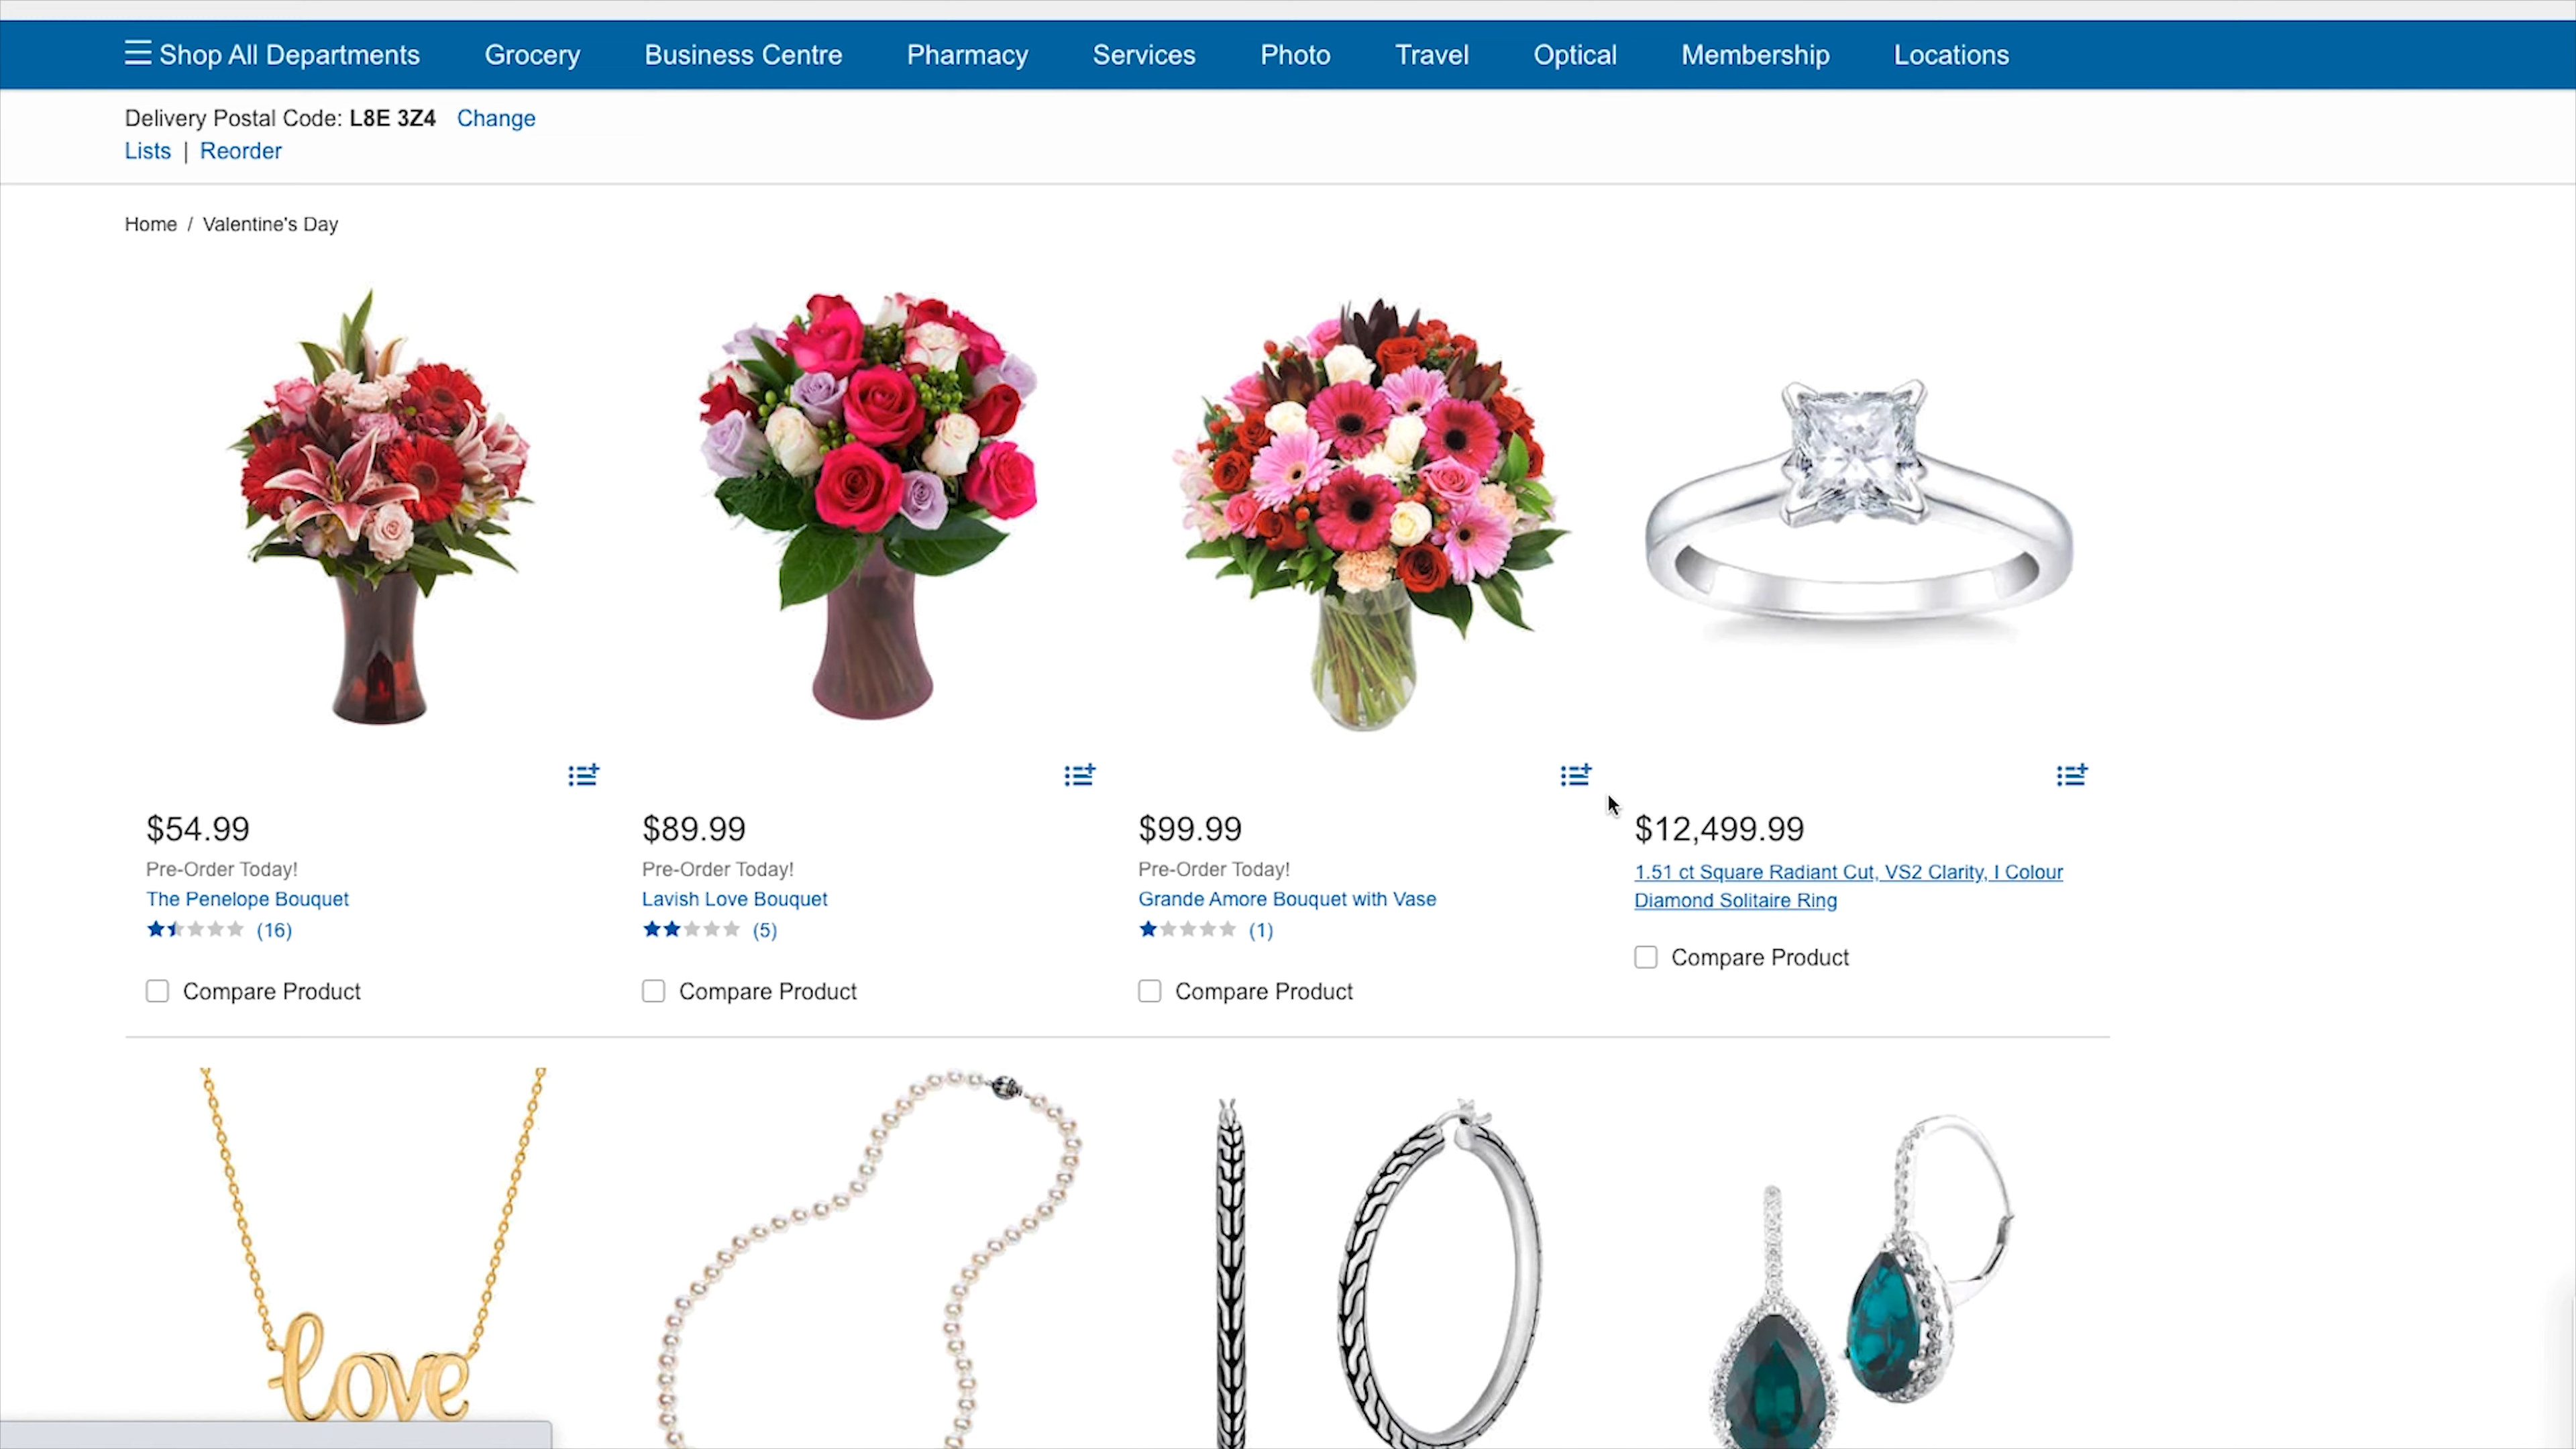 Shop All Departments Grocery Business Centre Pharmacy Services Photo Travel Optical Membership Locations
Delivery Postal Code: L8E 3Z4 Change
Lists | Reorder
Home / Valentine's Day
$54.99
Pre-Order Today!
The Penelope Bouquet
(16)
Compare Product
$89.99
Pre-Order Today!
Lavish Love Bouquet
(5)
Compare Product
$99.99
Pre-Order Today!
Grande Amore Bouquet with Vase
(1)
Compare Product
$12,499.99
1.51 ct Square Radiant Cut, VS2 Clarity, I Colour
Diamond Solitaire Ring
Compare Product
love